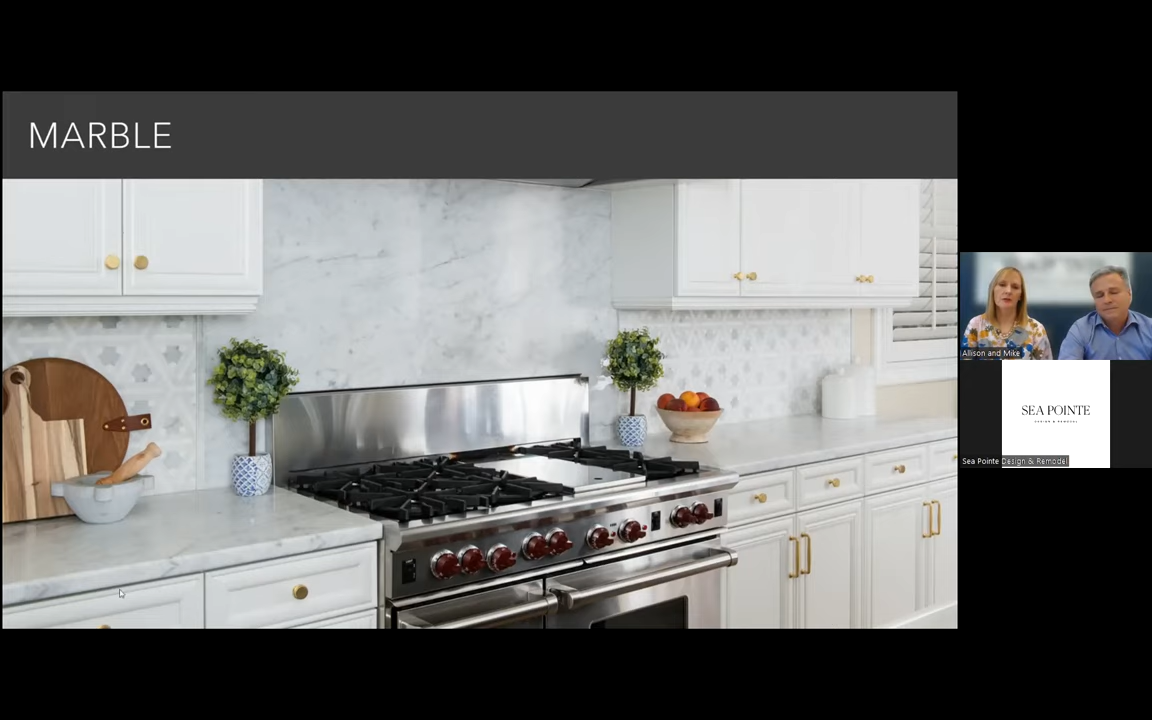 MARBLE
Allison and Mike
SEA POINTE
DESIGN & REMODEL
Sea Pointe Design & Remodel